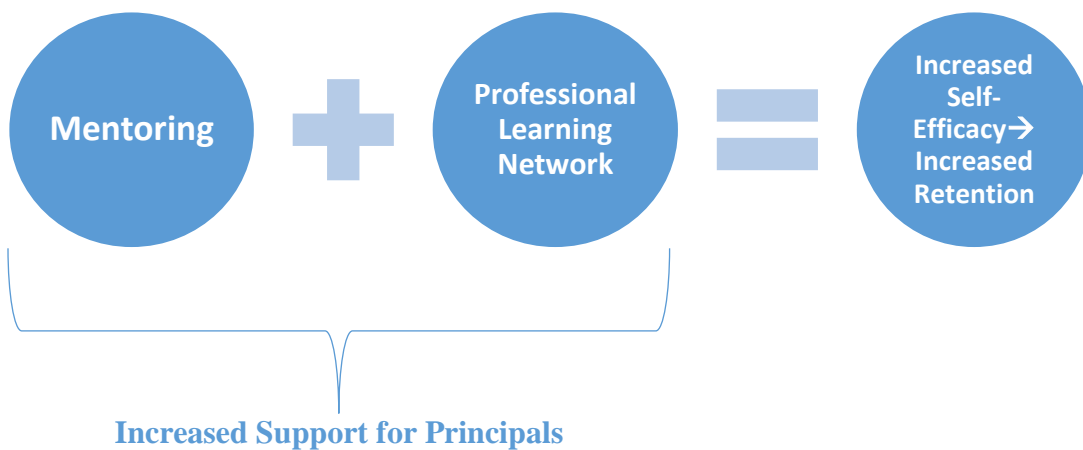 Mentoring
Professional
Learning
Network
Increased
Self-
Efficacy→
Increased
Retention
Increased Support for Principals